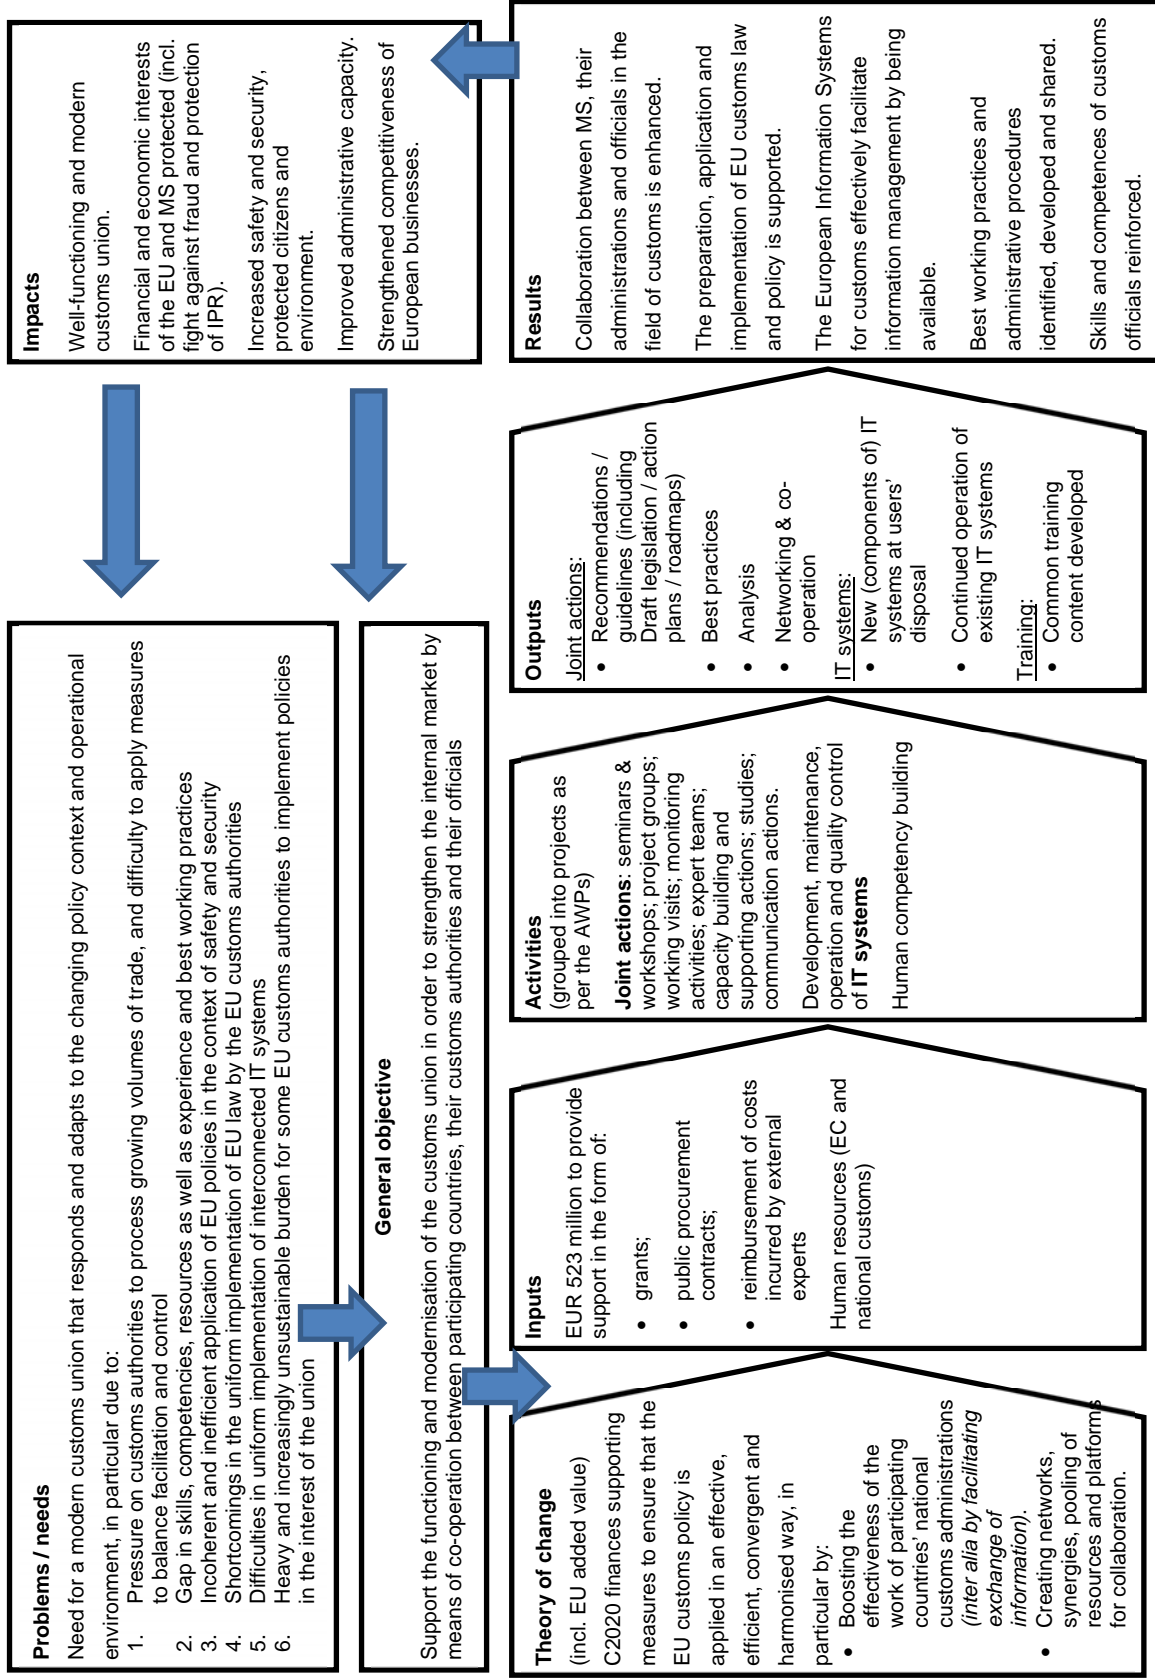 Problems / needs
Need for a modern customs union that responds and adapts to the changing policy context and operational
environment, in particular due to:
1. Pressure on customs authorities to process growing volumes of trade, and difficulty to apply measures
to balance facilitation and control
2. Gap in skills, competencies, resources as well as experience and best working practices
3. Incoherent and inefficient application of EU policies in the context of safety and security
4. Shortcomings in the uniform implementation of EU law by the EU customs authorities
5. Difficulties in uniform implementation of interconnected IT systems
6. Heavy and increasingly unsustainable burden for some EU customs authorities to implement policies
in the interest of the union
Impacts
Well-functioning and modern
customs union.
Financial and economic interests
of the EU and MS protected (incl.
fight against fraud and protection
of IPR).
Increased safety and security,
protected citizens and
environment.
Improved administrative capacity.
Strengthened competitiveness of
European businesses.
General objective
Support the functioning and modernisation of the customs union in order to strengthen the internal market by
means of co-operation between participating countries, their customs authorities and their officials
Theory of change
(incl. EU added value)
C2020 finances supporting
measures to ensure that the
EU customs policy is
applied in an effective,
efficient, convergent and
harmonised way, in
particular by:
• Boosting the
effectiveness of the
work of participating
countries' national
customs administrations
(inter alia by facilitating
exchange of
information).
• Creating networks,
synergies, pooling of
resources and platforms
for collaboration.
Inputs
EUR 523 million to provide
support in the form of:
• grants;
• public procurement
contracts;
• reimbursement of costs
incurred by external
experts
Human resources (EC and
national customs)
Activities
(grouped into projects as
per the AWPs)
Joint actions: seminars &
workshops; project groups;
working visits; monitoring
activities; expert teams;
capacity building and
supporting actions; studies;
communication actions.
Development, maintenance,
operation and quality control
of IT systems
Human competency building
Outputs
Joint actions:
• Recommendations /
guidelines (including
Draft legislation / action
plans / roadmaps)
• Best practices
• Analysis
• Networking & co-
operation
IT systems:
• New (components of) IT
systems at users'
disposal
• Continued operation of
existing IT systems
Training:
• Common training
content developed
Results
Collaboration between MS, their
administrations and officials in the
field of customs is enhanced.
The preparation, application and
implementation of EU customs law
and policy is supported.
The European Information Systems
for customs effectively facilitate
information management by being
available.
Best working practices and
administrative procedures
identified, developed and shared.
Skills and competences of customs
officials reinforced.